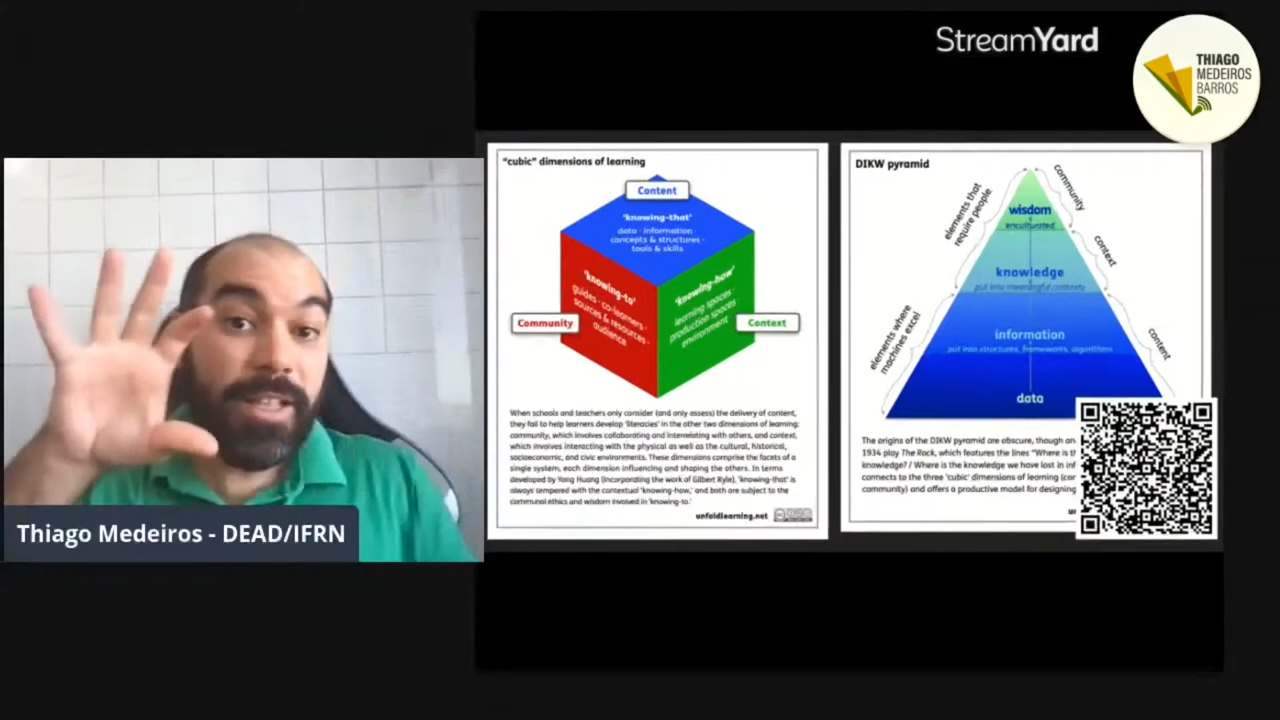 StreamYard
THIAGO
MEDEIROS
BARROS
"cubic" dimensions of learning
Content
'knowing-that'
data · information
concepts & structures ·
tools & skills
'knowing-to'
guides · co-learners ·
sources & resources ·
audience
'knowing-how'
learning spaces ·
production spaces
environment
Community
Context
When schools and teachers only consider (and only assess) the delivery of content,
they fail to help learners develop 'literacies' in the other two dimensions of learning:
community, which involves collaborating and interrelating with others, and context,
which involves interacting with the physical as well as the cultural, historical,
socioeconomic, and civic environments. These dimensions comprise the facets of a
single system, each dimension influencing and shaping the others. In terms
developed by Yong Huang (incorporating the work of Gilbert Ryle), 'knowing-that' is
always tempered with the contextual 'knowing-how,' and both are subject to the
communal ethics and wisdom involved in 'knowing-to.'
unfoldlearning.net
DIKW pyramid
elements that
require people
community
wisdom
enculturated
context
knowledge
put into meaningful contexts
elements where
machines excel
content
information
put into structures, frameworks, algorithms
data
The origins of the DIKW pyramid are obscure, though an
1934 play The Rock, which features the lines "Where is th
knowledge? / Where is the knowledge we have lost in inf
connects to the three 'cubic' dimensions of learning (con
community) and offers a productive model for designing
Thiago Medeiros - DEAD/IFRN